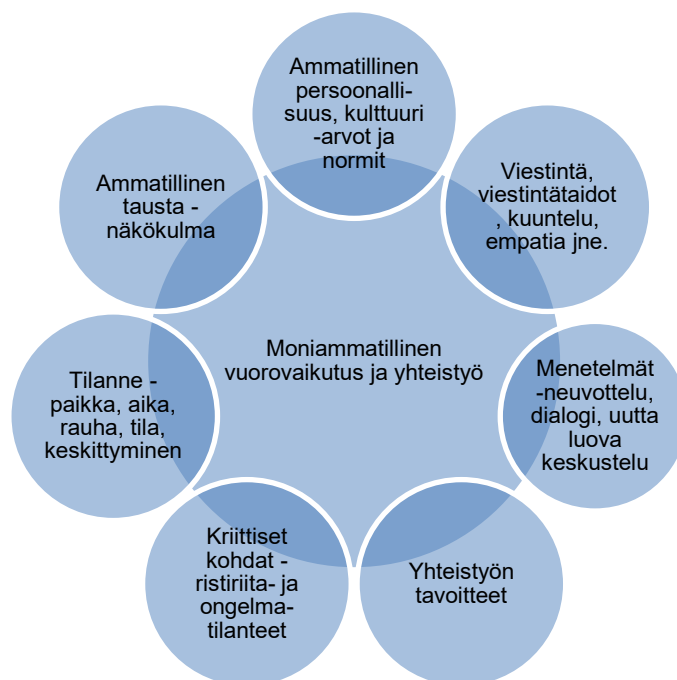 Ammatillinen
persoonalli-
suus, kulttuuri
-arvot ja
normit
Viestintä,
viestintätaidot
, kuuntelu,
empatia jne.
Menetelmät
-neuvottelu,
dialogi, uutta
luova
keskustelu
Yhteistyön
tavoitteet
Kriittiset
kohdat -
ristiriita- ja
ongelma-
tilanteet
Tilanne -
paikka, aika,
rauha, tila,
keskittyminen
Ammatillinen
tausta -
näkökulma
Moniammatillinen
vuorovaikutus ja yhteistyö